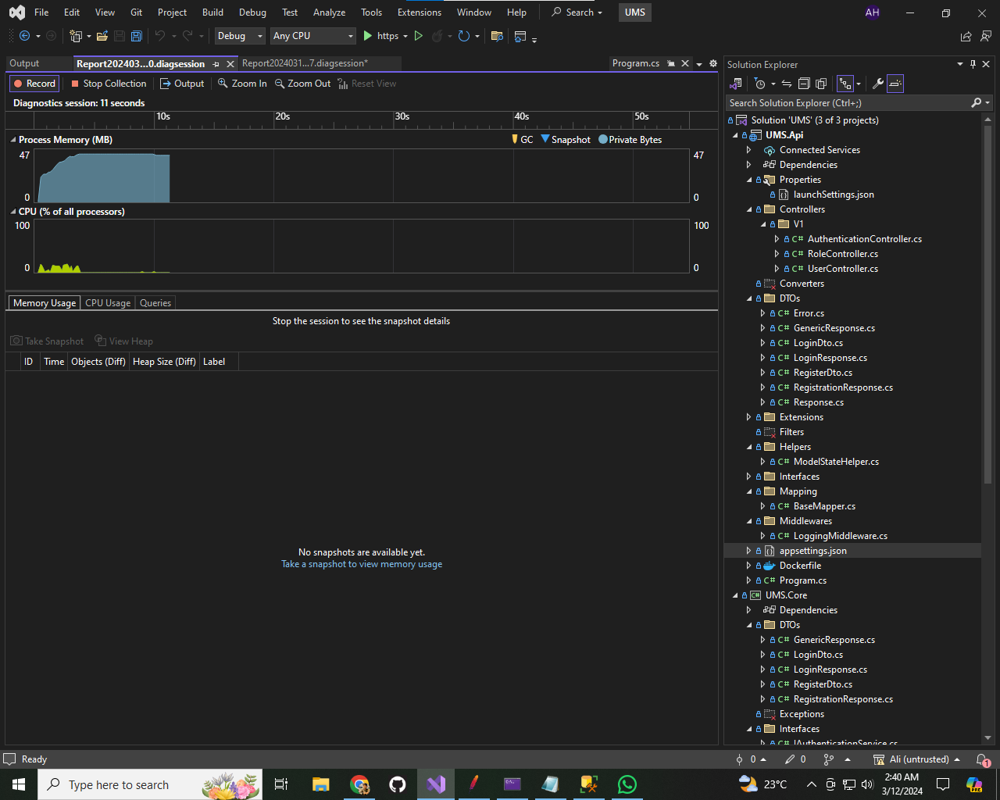 File Edit View Git Project Build Debug Test Analyze Tools Extensions Window Help Search UMS AH
Debug Any CPU https
Output Report202403...0.diagsession Report2024031...7.diagsession* Program.cs
Record Stop Collection Output Zoom In Zoom Out Reset View
Diagnostics session: 11 seconds
10s 20s 30s 40s 50s
Process Memory (MB) GC Snapshot Private Bytes
47 47
0 0
CPU (% of all processors)
100 100
0 0
Memory Usage CPU Usage Queries
Stop the session to see the snapshot details
Take Snapshot View Heap
ID Time Objects (Diff) Heap Size (Diff) Label
No snapshots are available yet.
Take a snapshot to view memory usage
Solution Explorer
Search Solution Explorer (Ctrl+;)
Solution 'UMS' (3 of 3 projects)
UMS.Api
Connected Services
Dependencies
Properties
launchSettings.json
Controllers
V1
C# AuthenticationController.cs
C# RoleController.cs
C# UserController.cs
Converters
DTOs
C# Error.cs
C# GenericResponse.cs
C# LoginDto.cs
C# LoginResponse.cs
C# RegisterDto.cs
C# RegistrationResponse.cs
C# Response.cs
Extensions
Filters
Helpers
C# ModelStateHelper.cs
Interfaces
Mapping
C# BaseMapper.cs
Middlewares
C# LoggingMiddleware.cs
appsettings.json
Dockerfile
C# Program.cs
C# UMS.Core
Dependencies
DTOs
C# GenericResponse.cs
C# LoginDto.cs
C# LoginResponse.cs
C# RegisterDto.cs
C# RegistrationResponse.cs
Exceptions
Interfaces
C# IAuthenticationService.cs
Ready 0 0 Ali (untrusted) 1
Type here to search 23°C 2:40 AM
3/12/2024
PRE